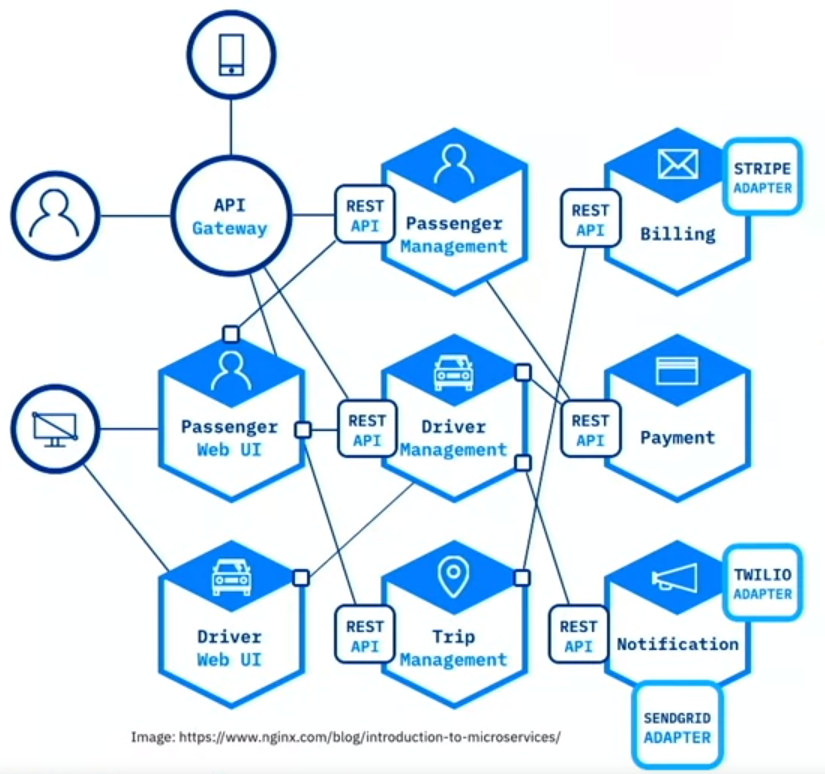 API
Gateway
REST
API
Passenger
Management
REST
API
Billing
STRIPE
ADAPTER
Passenger
Web UI
REST
API
Driver
Management
REST
API
Payment
Driver
Web UI
REST
API
Trip
Management
REST
API
Notification
TWILIO
ADAPTER
SENDGRID
ADAPTER
Image: https://www.nginx.com/blog/introduction-to-microservices/